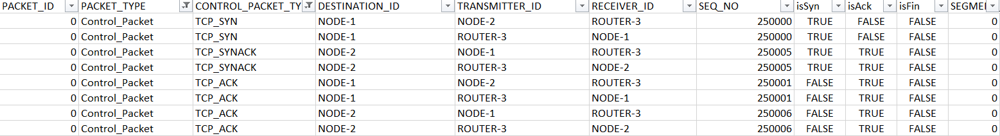 PACKET_ID PACKET_TYPE CONTROL_PACKET_TY DESTINATION_ID TRANSMITTER_ID RECEIVER_ID SEQ_NO isSyn isAck isFin SEGME
0 Control_Packet TCP_SYN NODE-1 NODE-2 ROUTER-3 250000 TRUE FALSE FALSE 0
0 Control_Packet TCP_SYN NODE-1 ROUTER-3 NODE-1 250000 TRUE FALSE FALSE 0
0 Control_Packet TCP_SYNACK NODE-2 NODE-1 ROUTER-3 250005 TRUE TRUE FALSE 0
0 Control_Packet TCP_SYNACK NODE-2 ROUTER-3 NODE-2 250005 TRUE TRUE FALSE 0
0 Control_Packet TCP_ACK NODE-1 NODE-2 ROUTER-3 250001 FALSE TRUE FALSE 0
0 Control_Packet TCP_ACK NODE-1 ROUTER-3 NODE-1 250001 FALSE TRUE FALSE 0
0 Control_Packet TCP_ACK NODE-2 NODE-1 ROUTER-3 250006 FALSE TRUE FALSE 0
0 Control_Packet TCP_ACK NODE-2 ROUTER-3 NODE-2 250006 FALSE TRUE FALSE 0